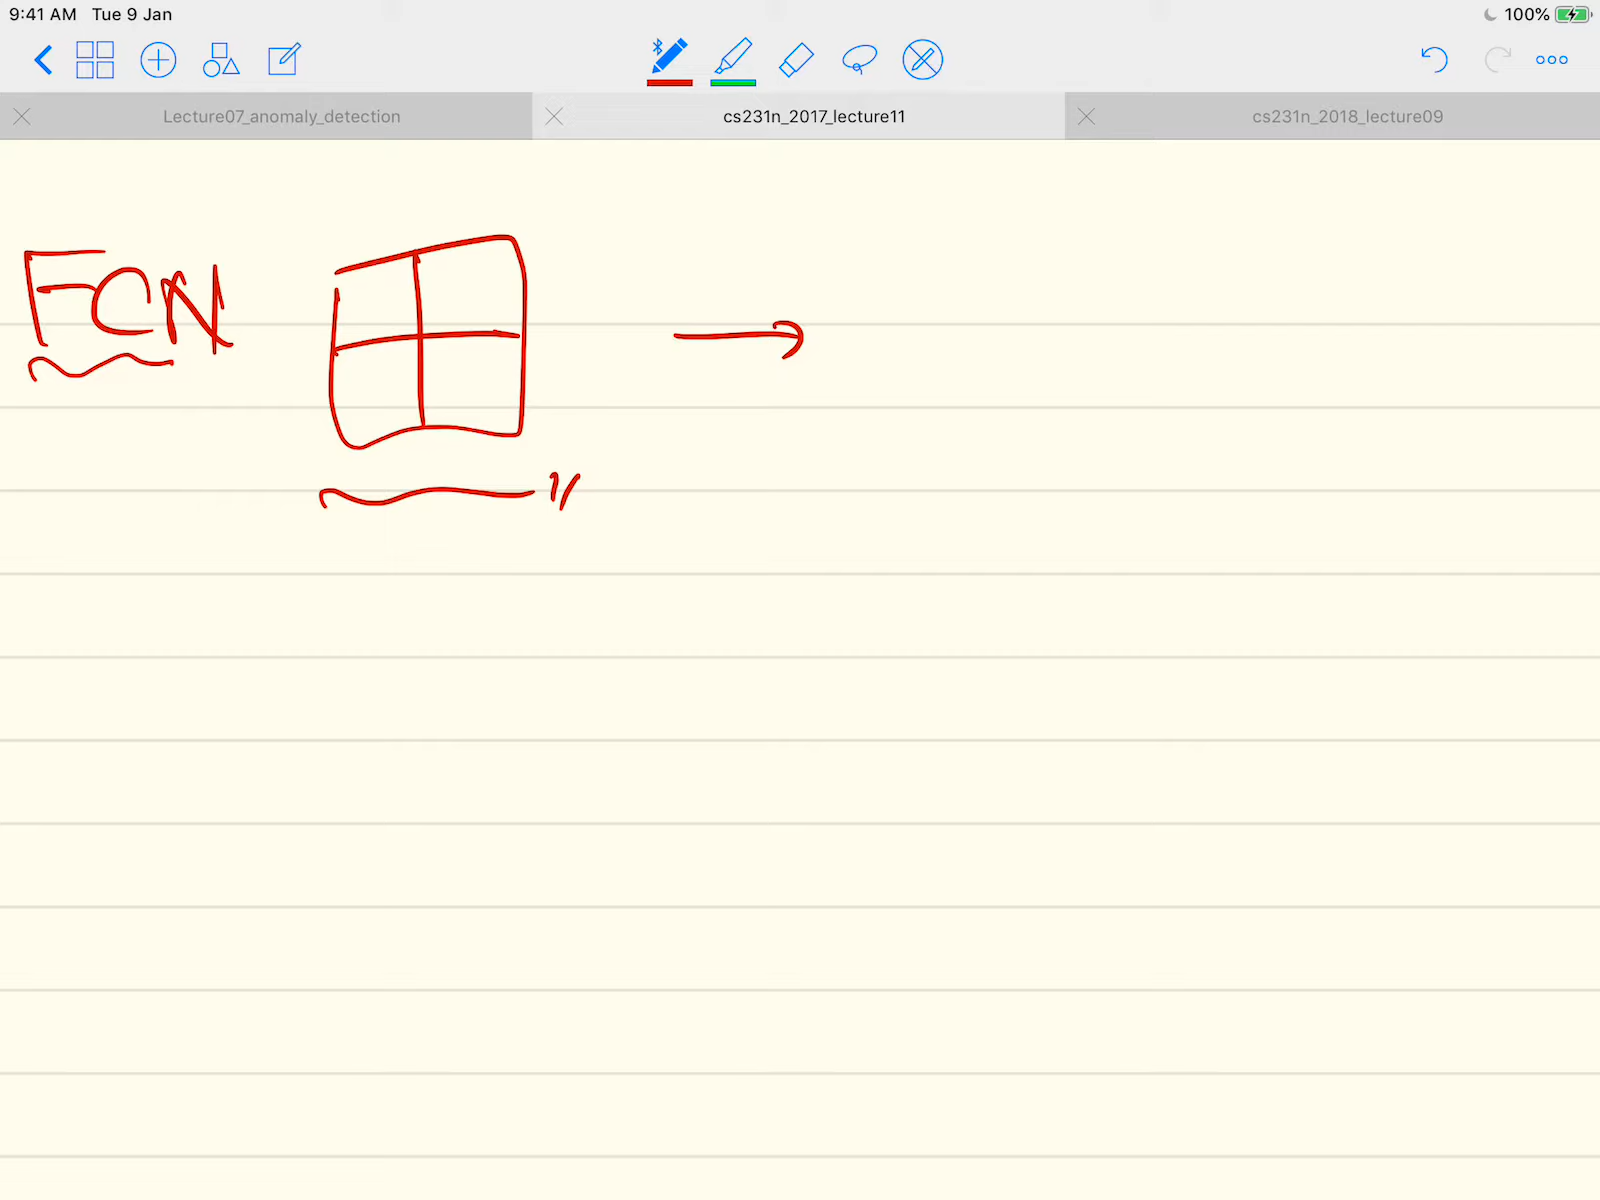 9:41 AM Tue 9 Jan 100%
Lecture07_anomaly_detection cs231n_2017_lecture11 cs231n_2018_lecture09
FCN